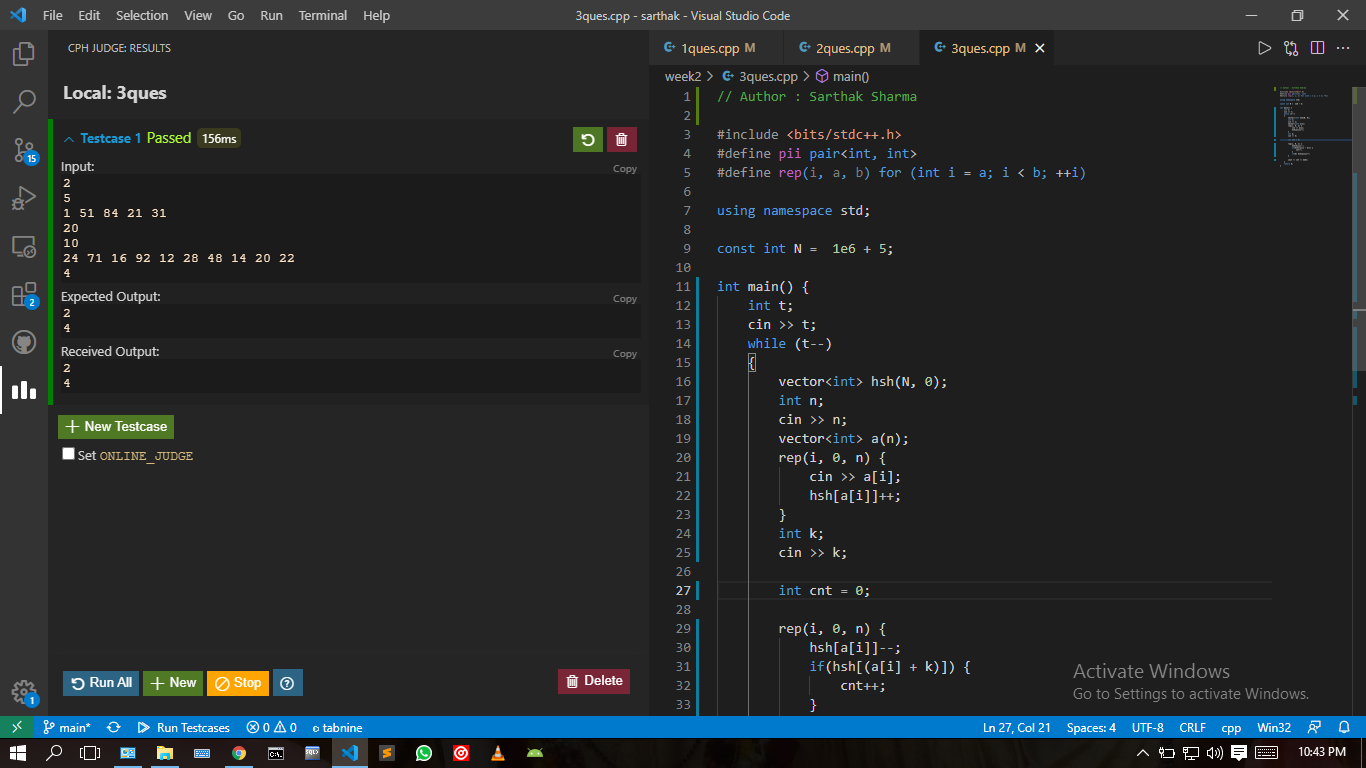 File Edit Selection View Go Run Terminal Help 3ques.cpp - sarthak - Visual Studio Code
CPH JUDGE: RESULTS
Local: 3ques
Testcase 1 Passed 156ms
Input:
Copy
2
5
1 51 84 21 31
20
10
24 71 16 92 12 28 48 14 20 22
4
Expected Output:
Copy
2
4
Received Output:
Copy
2
4
New Testcase
Set ONLINE_JUDGE
Run All New Stop Delete
15
2
1
1ques.cpp M 2ques.cpp M 3ques.cpp M
week2 > 3ques.cpp > main()
1 // Author : Sarthak Sharma
2
3 #include <bits/stdc++.h>
4 #define pii pair<int, int>
5 #define rep(i, a, b) for (int i = a; i < b; ++i)
6
7 using namespace std;
8
9 const int N =  1e6 + 5;
10
11 int main() {
12     int t;
13     cin >> t;
14     while (t--)
15     {
16         vector<int> hsh(N, 0);
17         int n;
18         cin >> n;
19         vector<int> a(n);
20         rep(i, 0, n) {
21             cin >> a[i];
22             hsh[a[i]]++;
23         }
24         int k;
25         cin >> k;
26
27         int cnt = 0;
28
29         rep(i, 0, n) {
30             hsh[a[i]]--;
31             if(hsh[(a[i] + k)]) {
32                 cnt++;
33             }
Activate Windows
Go to Settings to activate Windows.
main* Run Testcases 0 0 tabnine Ln 27, Col 21 Spaces: 4 UTF-8 CRLF cpp Win32
10:43 PM